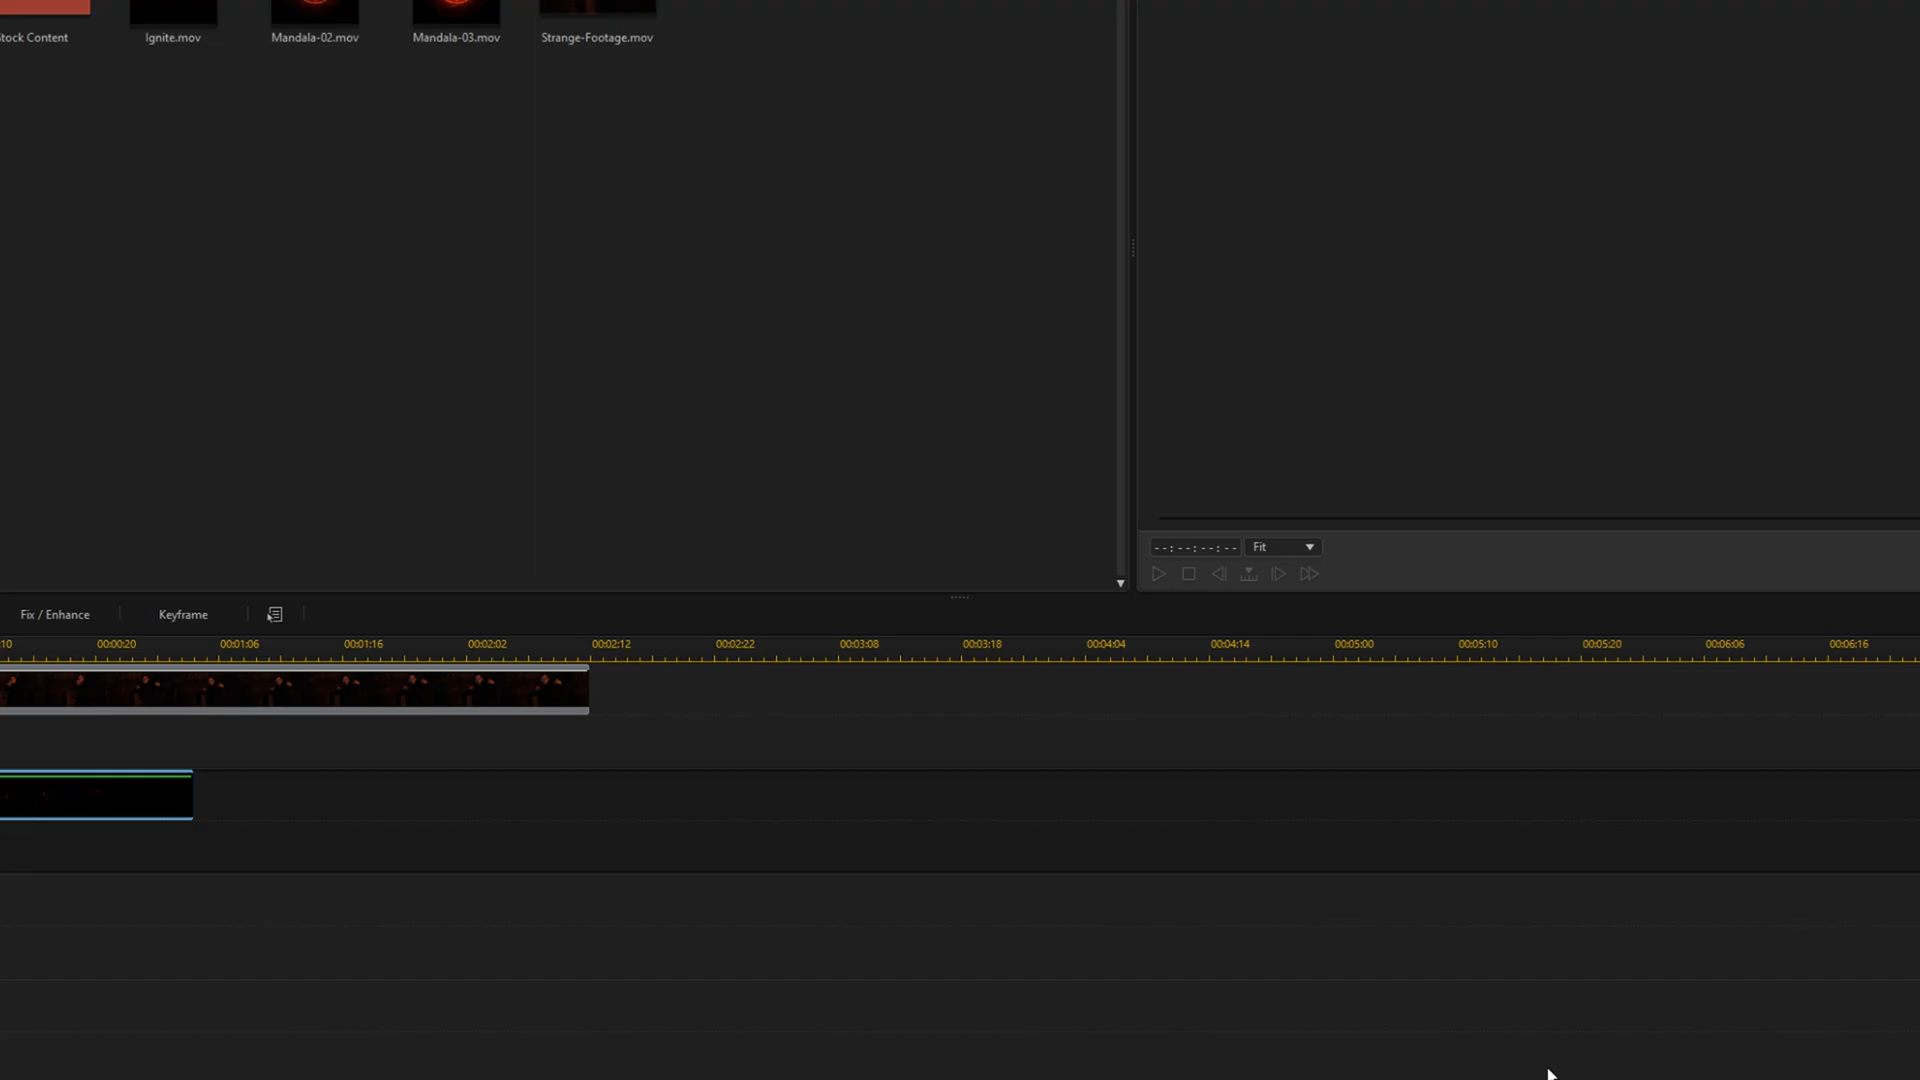 tock Content
Ignite.mov
Mandala-02.mov
Mandala-03.mov
Strange-Footage.mov
--:--:--:--
Fit
Fix / Enhance
Keyframe
:10
00:00:20
00:01:06
00:01:16
00:02:02
00:02:12
00:02:22
00:03:08
00:03:18
00:04:04
00:04:14
00:05:00
00:05:10
00:05:20
00:06:06
00:06:16